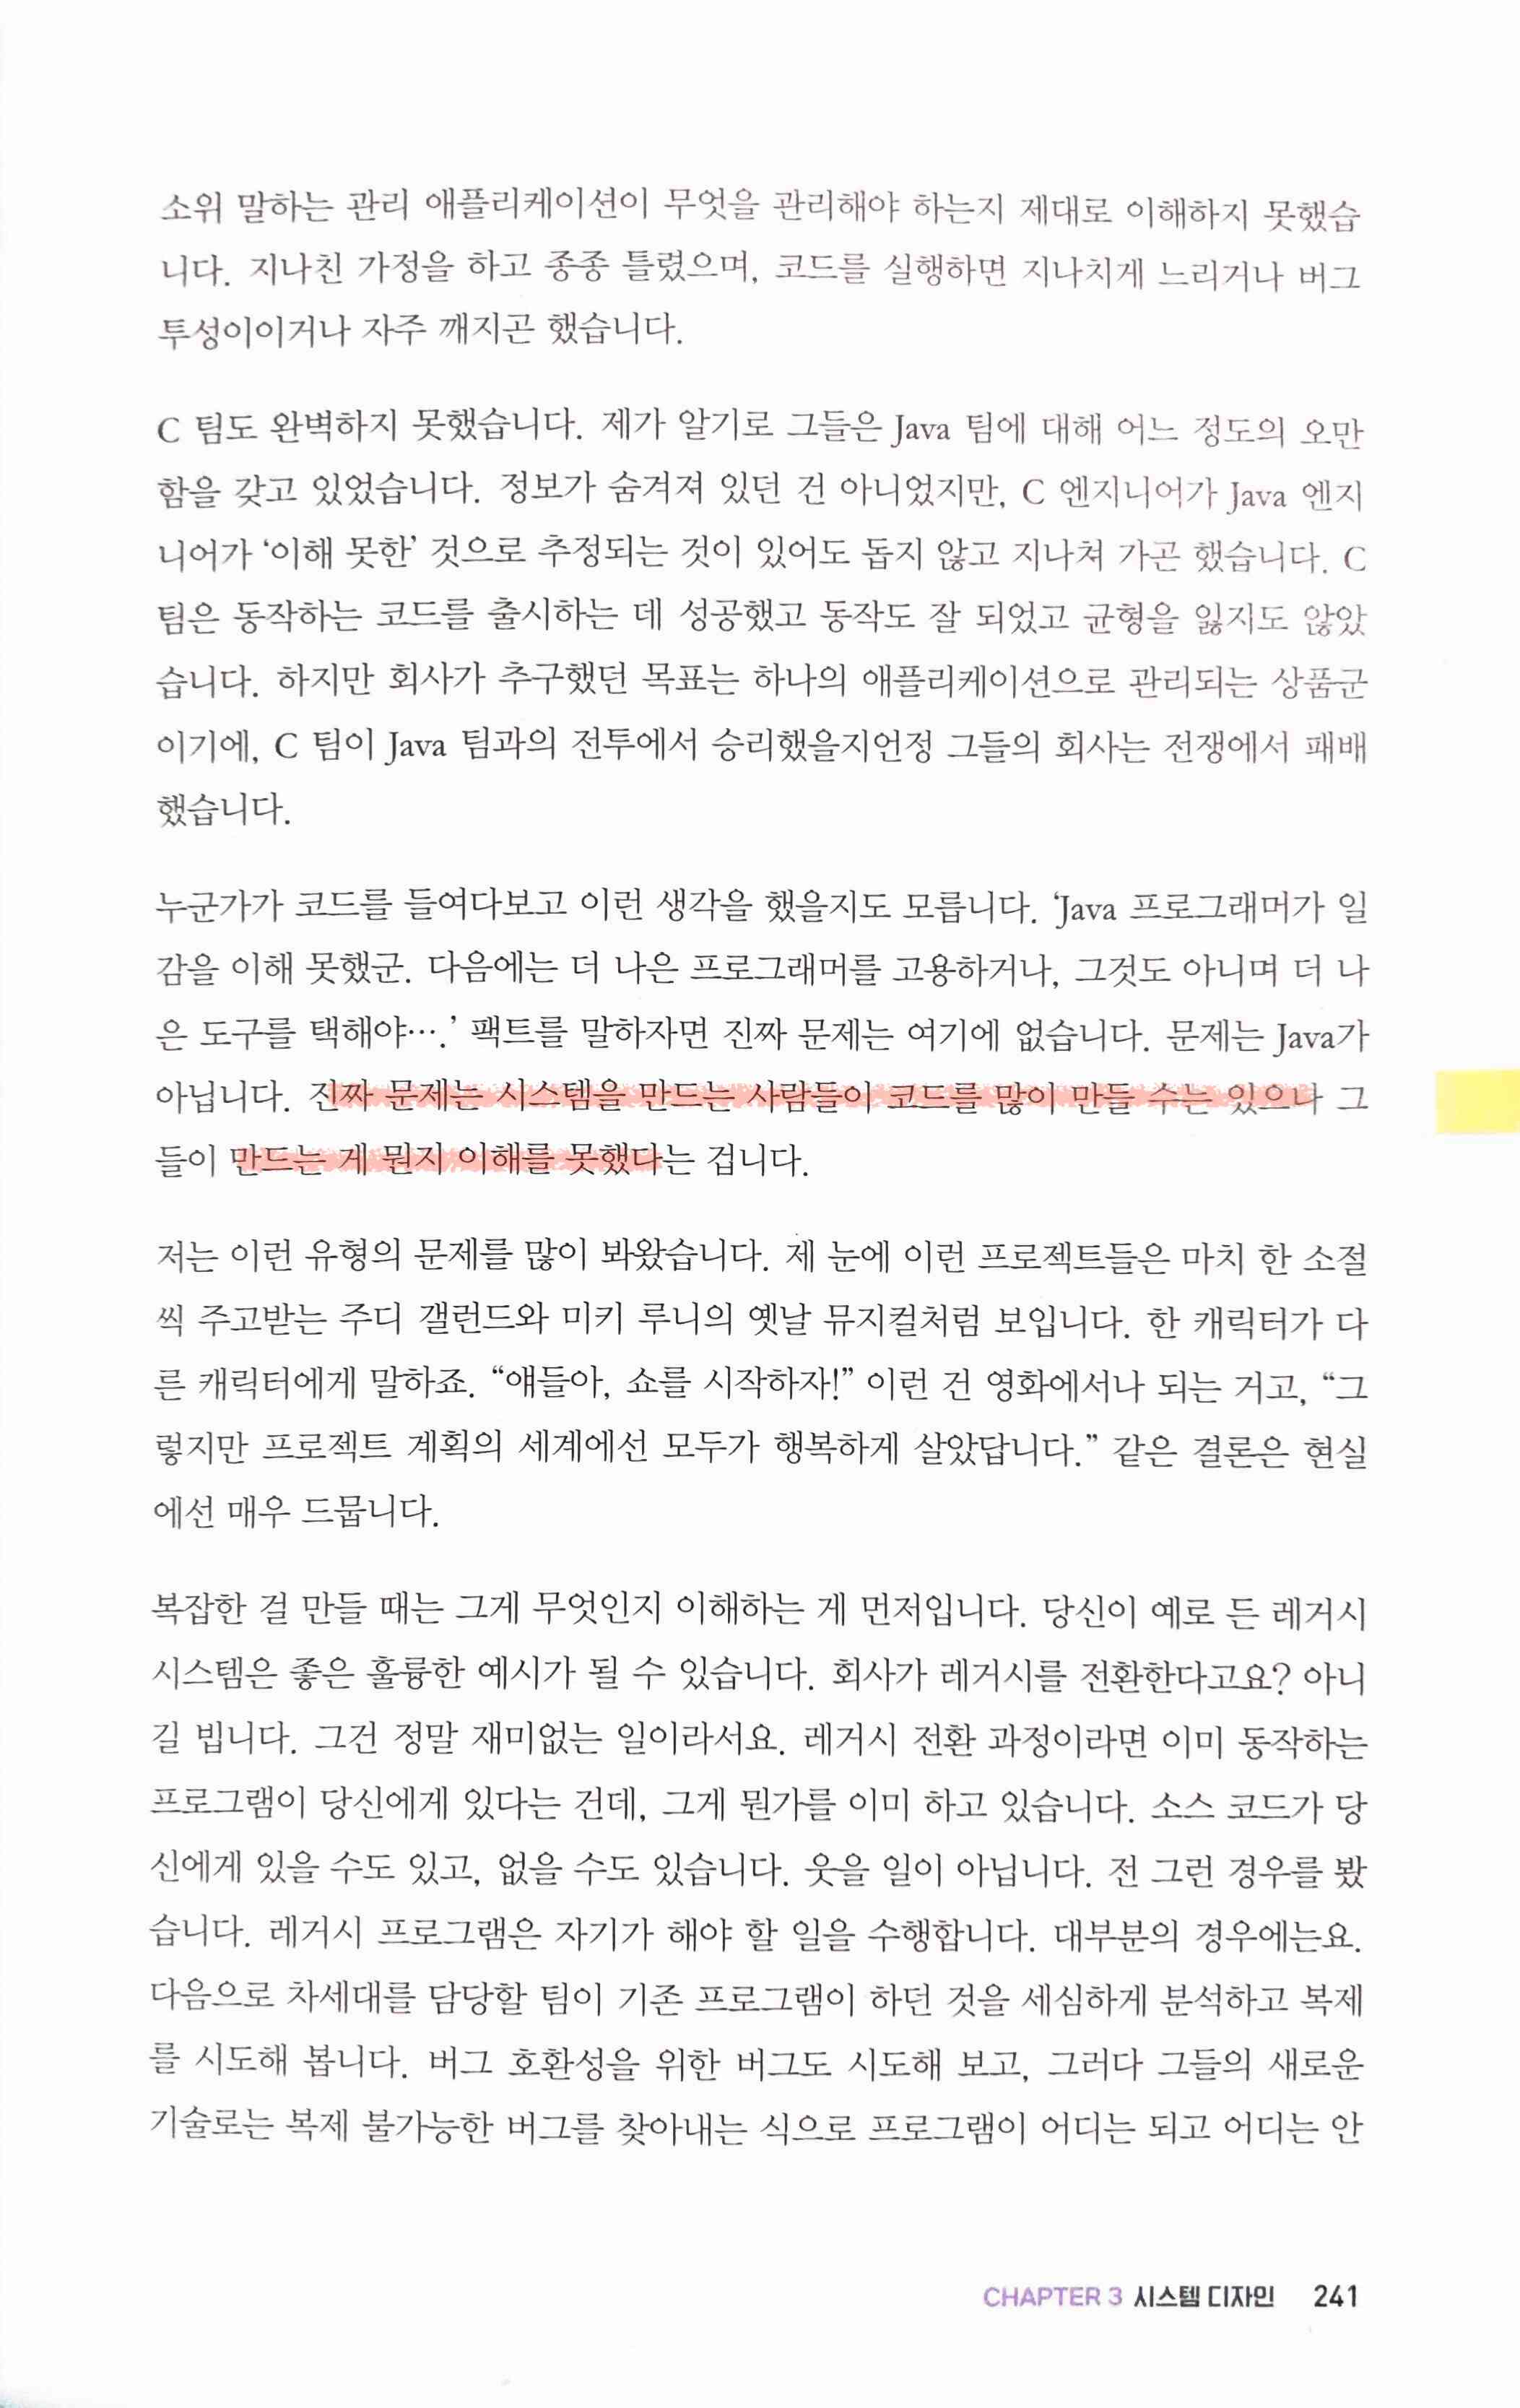 소위 말하는 관리 애플리케이션이 무엇을 관리해야 하는지 제대로 이해하지 못했습
니다. 지나친 가정을 하고 종종 틀렸으며, 코드를 실행하면 지나치게 느리거나 버그
투성이이거나 자주 깨지곤 했습니다.
C 팀도 완벽하지 못했습니다. 제가 알기로 그들은 Java 팀에 대해 어느 정도의 오만
함을 갖고 있었습니다. 정보가 숨겨져 있던 건 아니었지만, C 엔지니어가 Java 엔지
니어가 ‘이해 못한’ 것으로 추정되는 것이 있어도 돕지 않고 지나쳐 가곤 했습니다. C
팀은 동작하는 코드를 출시하는 데 성공했고 동작도 잘 되었고 균형을 잃지도 않았
습니다. 하지만 회사가 추구했던 목표는 하나의 애플리케이션으로 관리되는 상품군
이기에, C 팀이 Java 팀과의 전투에서 승리했을지언정 그들의 회사는 전쟁에서 패배
했습니다.
누군가가 코드를 들여다보고 이런 생각을 했을지도 모릅니다. ‘Java 프로그래머가 일
감을 이해 못했군. 다음에는 더 나은 프로그래머를 고용하거나, 그것도 아니며 더 나
은 도구를 택해야….’ 팩트를 말하자면 진짜 문제는 여기에 없습니다. 문제는 Java가
아닙니다. 진짜 문제는 시스템을 만드는 사람들이 코드를 많이 만들 수는 있으나 그
들이 만드는 게 뭔지 이해를 못했다는 겁니다.
저는 이런 유형의 문제를 많이 봐왔습니다. 제 눈에 이런 프로젝트들은 마치 한 소절
씩 주고받는 주디 갤런드와 미키 루니의 옛날 뮤지컬처럼 보입니다. 한 캐릭터가 다
른 캐릭터에게 말하죠. “얘들아, 쇼를 시작하자!” 이런 건 영화에서나 되는 거고, “그
렇지만 프로젝트 계획의 세계에선 모두가 행복하게 살았답니다.” 같은 결론은 현실
에선 매우 드뭅니다.
복잡한 걸 만들 때는 그게 무엇인지 이해하는 게 먼저입니다. 당신이 예로 든 레거시
시스템은 좋은 훌륭한 예시가 될 수 있습니다. 회사가 레거시를 전환한다고요? 아니
길 빕니다. 그건 정말 재미없는 일이라서요. 레거시 전환 과정이라면 이미 동작하는
프로그램이 당신에게 있다는 건데, 그게 뭔가를 이미 하고 있습니다. 소스 코드가 당
신에게 있을 수도 있고, 없을 수도 있습니다. 웃을 일이 아닙니다. 전 그런 경우를 봤
습니다. 레거시 프로그램은 자기가 해야 할 일을 수행합니다. 대부분의 경우에는요.
다음으로 차세대를 담당할 팀이 기존 프로그램이 하던 것을 세심하게 분석하고 복제
를 시도해 봅니다. 버그 호환성을 위한 버그도 시도해 보고, 그러다 그들의 새로운
기술로는 복제 불가능한 버그를 찾아내는 식으로 프로그램이 어디는 되고 어디는 안
CHAPTER 3 시스템 디자인 241